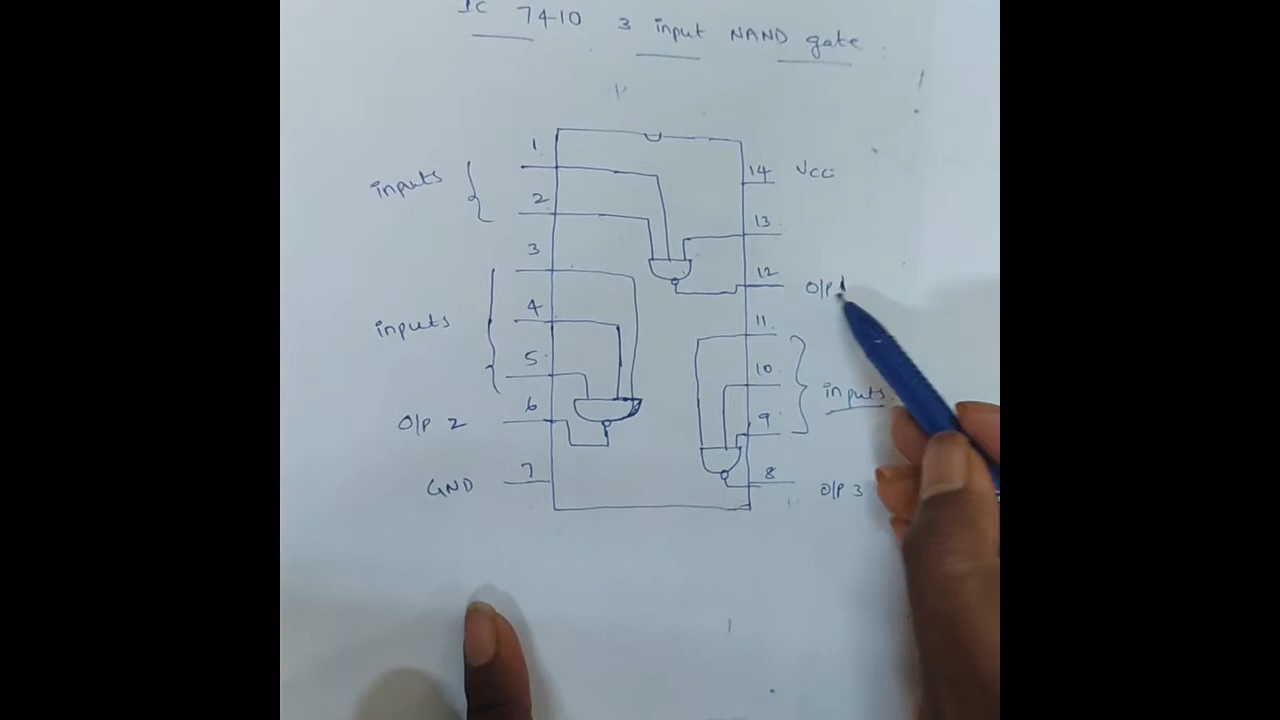 IC 7410 3 input NAND gate
1
14 Vcc
inputs
2
13
3
12 O/P 1
4
11
inputs
5
10
inputs
6
9
O/P 2
7
8
GND
O/P 3